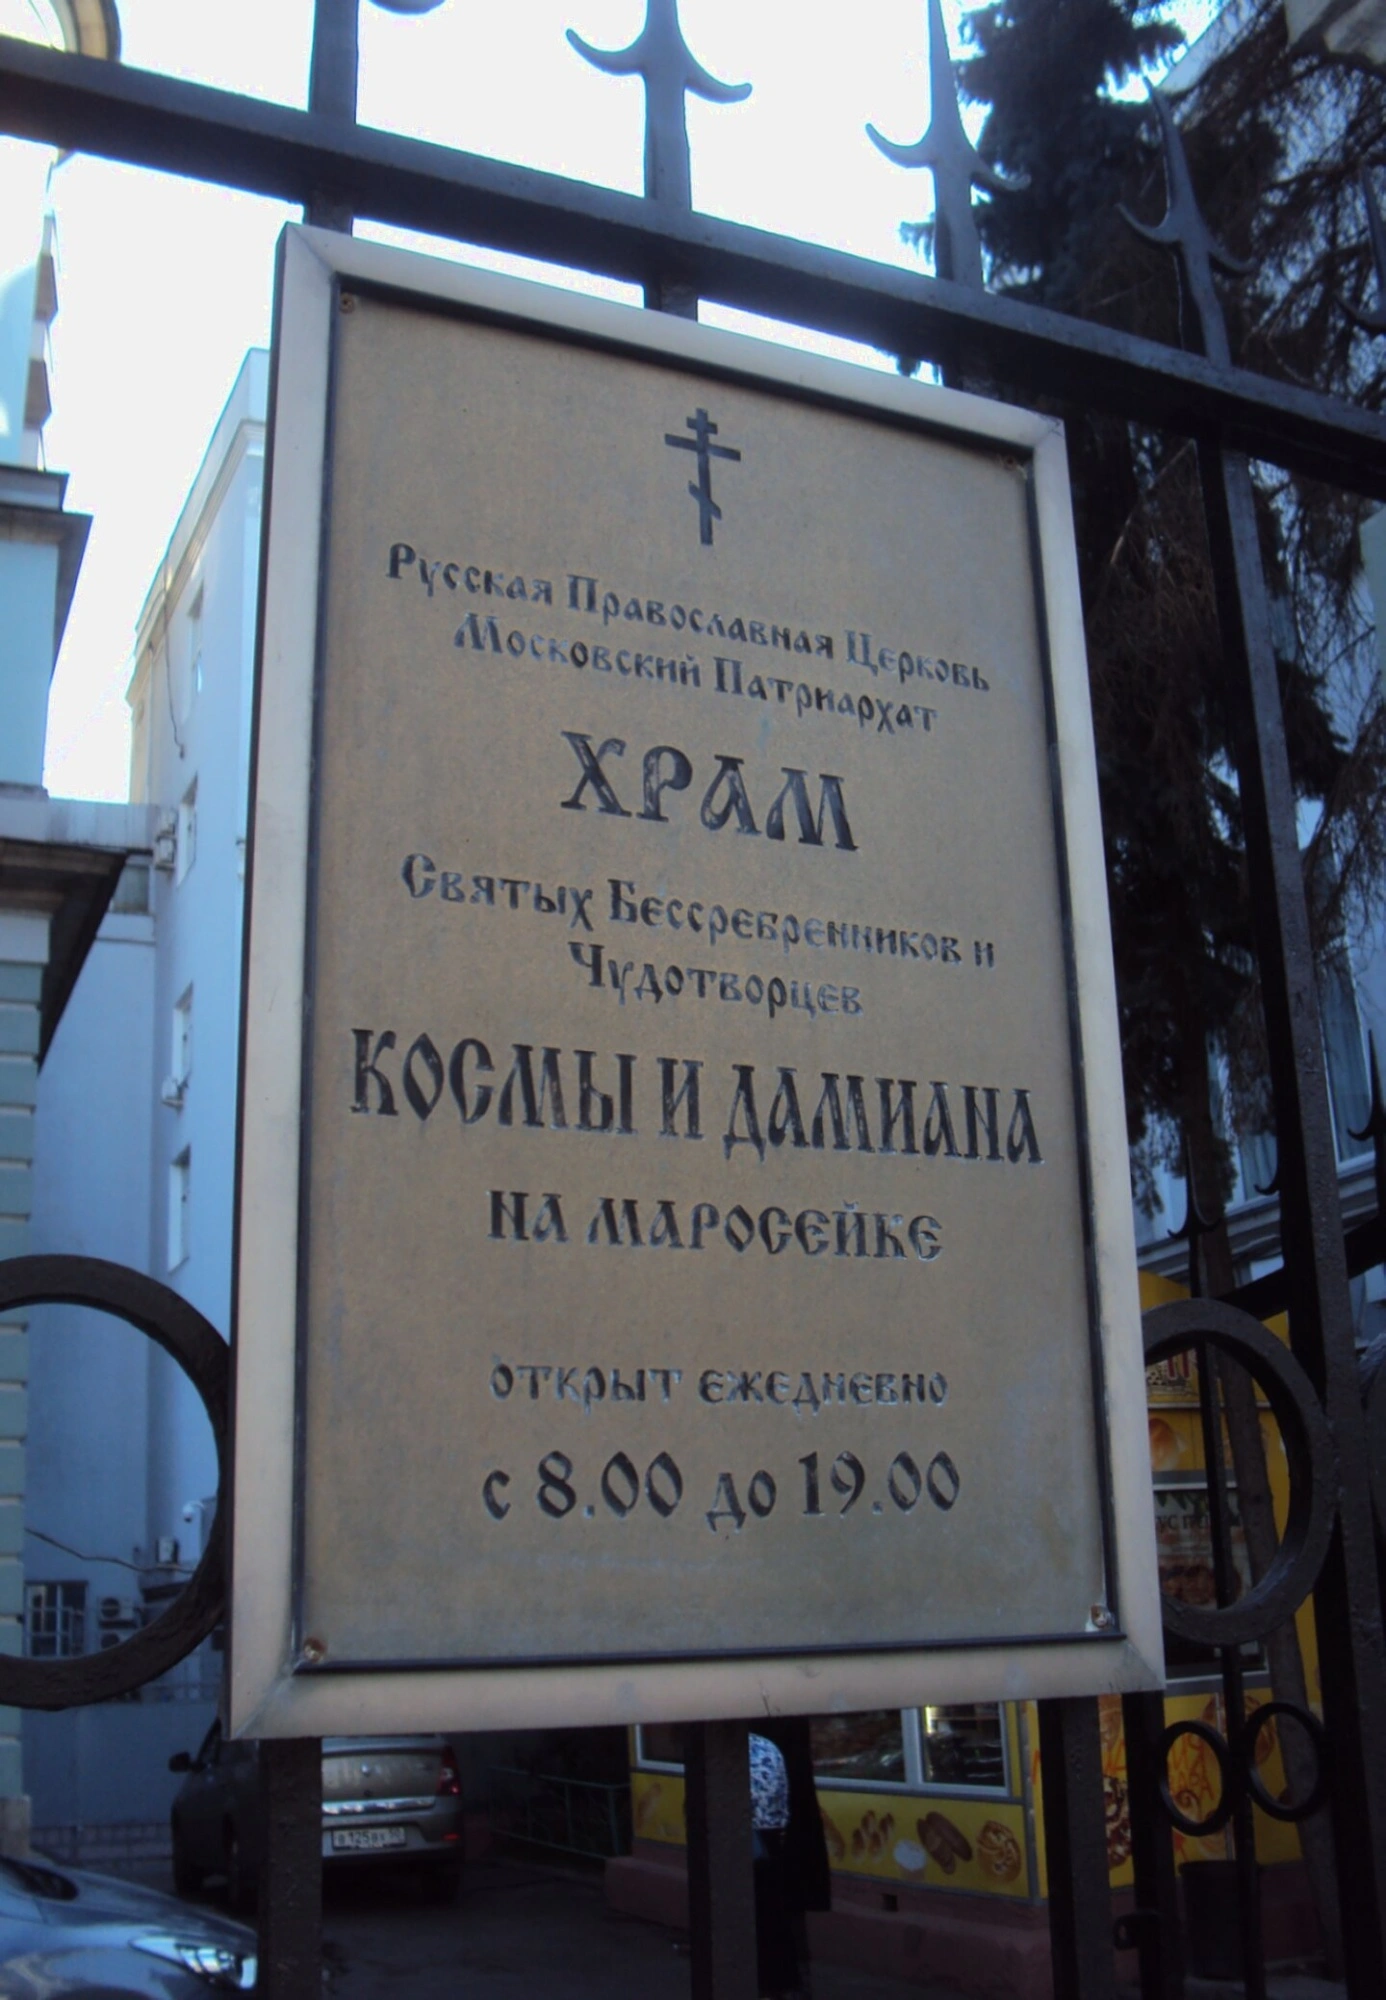 Русская Православная Церковь
Московский Патриархат
ХРАМ
Святых Бессребренников и
Чудотворцев
КОСМЫ И ДАМИАНА
НА МАРОСЕЙКЕ
открыт ежедневно
с 8.00 до 19.00